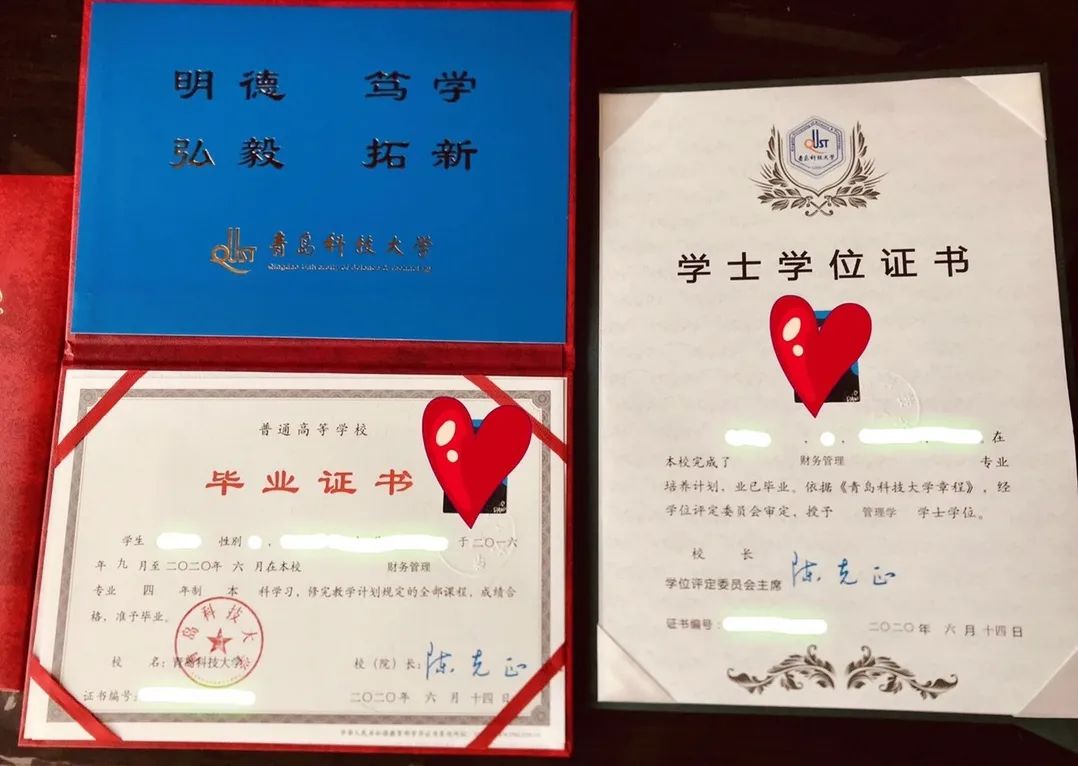 明德 笃学
弘毅 拓新
QUST 青岛科技大学
Qingdao University of Science & Technology
普通高等学校
毕业证书
学生 性别 , 于二〇一六
年 九 月至 二〇二〇年 六 月在本校 财务管理
专业 四 年制 本 科学习，修完教学计划规定的全部课程，成绩合
格，准予毕业。
校 名：青岛科技大学
校（院）长：陈克正
证书编号：
二〇二〇年 六 月 十四 日
QUST
青岛科技大学
学士学位证书
， ， 。在
本校完成了 财务管理 专业
培养计划，业已毕业。依据《青岛科技大学章程》，经
学位评定委员会审定，授予 管理学 学士学位。
校 长
学位评定委员会主席
陈克正
证书编号：
二〇二〇年 六 月 十四 日